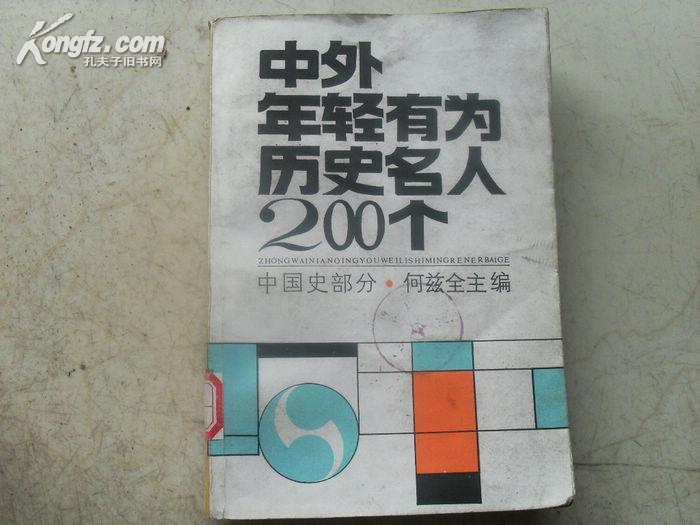 Kongfz.com
孔夫子旧书网
中外
年轻有为
历史名人
200个
ZHONGWAINIANQINGYOUWEILISHIMINGRENERBAIGE
中国史部分·何兹全主编